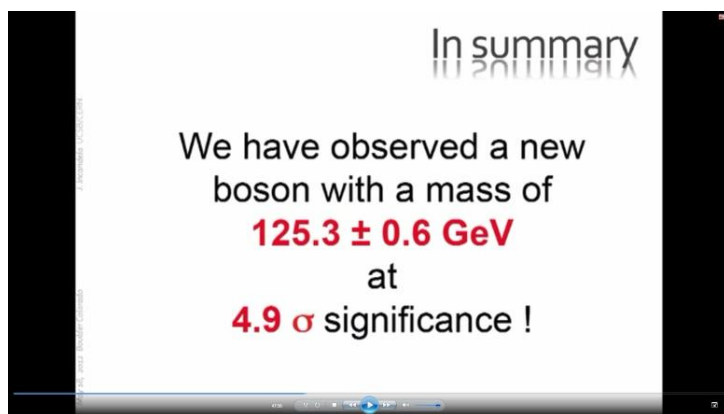 In summary
We have observed a new
boson with a mass of
125.3 ± 0.6 GeV
at
4.9 σ significance !